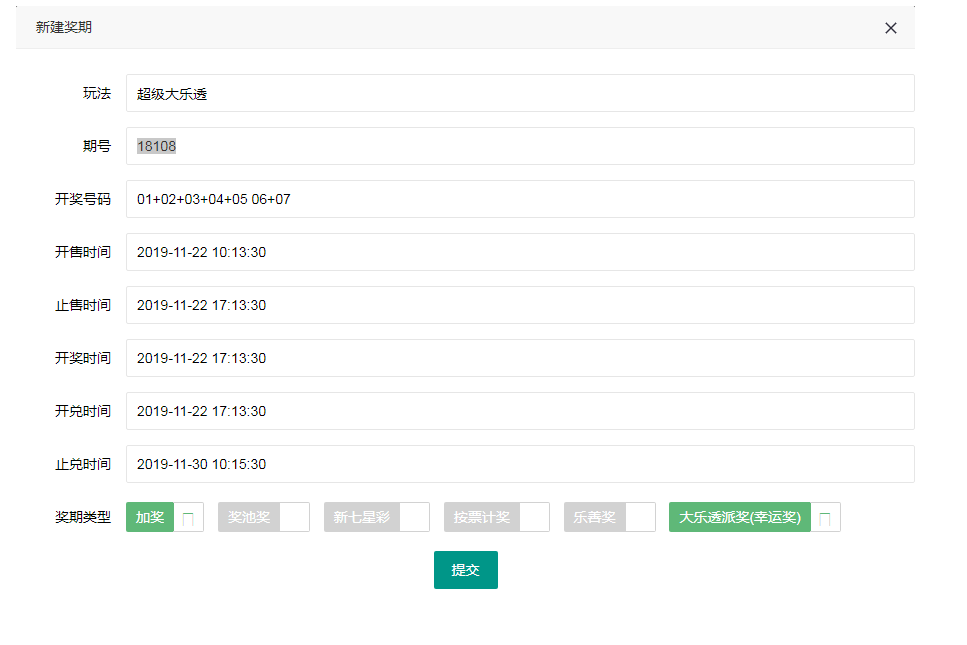 新建奖期
玩法 超级大乐透
期号 18108
开奖号码 01+02+03+04+05 06+07
开售时间 2019-11-22 10:13:30
止售时间 2019-11-22 17:13:30
开奖时间 2019-11-22 17:13:30
开兑时间 2019-11-22 17:13:30
止兑时间 2019-11-30 10:15:30
奖期类型 加奖 奖池奖 新七星彩 按票计奖 乐善奖 大乐透派奖(幸运奖)
提交